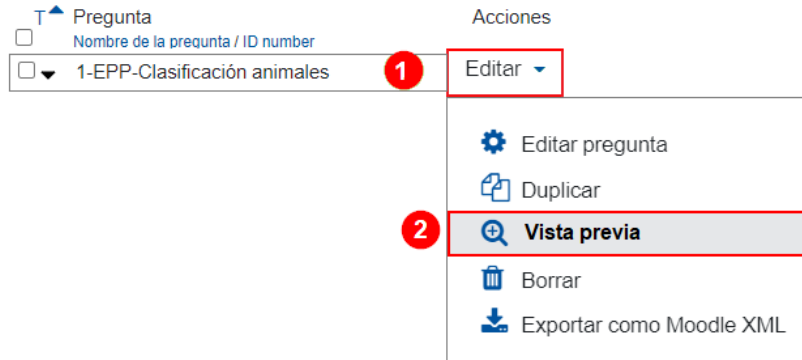 T Pregunta Acciones
Nombre de la pregunta / ID number
1-EPP-Clasificación animales 1 Editar
Editar pregunta
Duplicar
2 Vista previa
Borrar
Exportar como Moodle XML